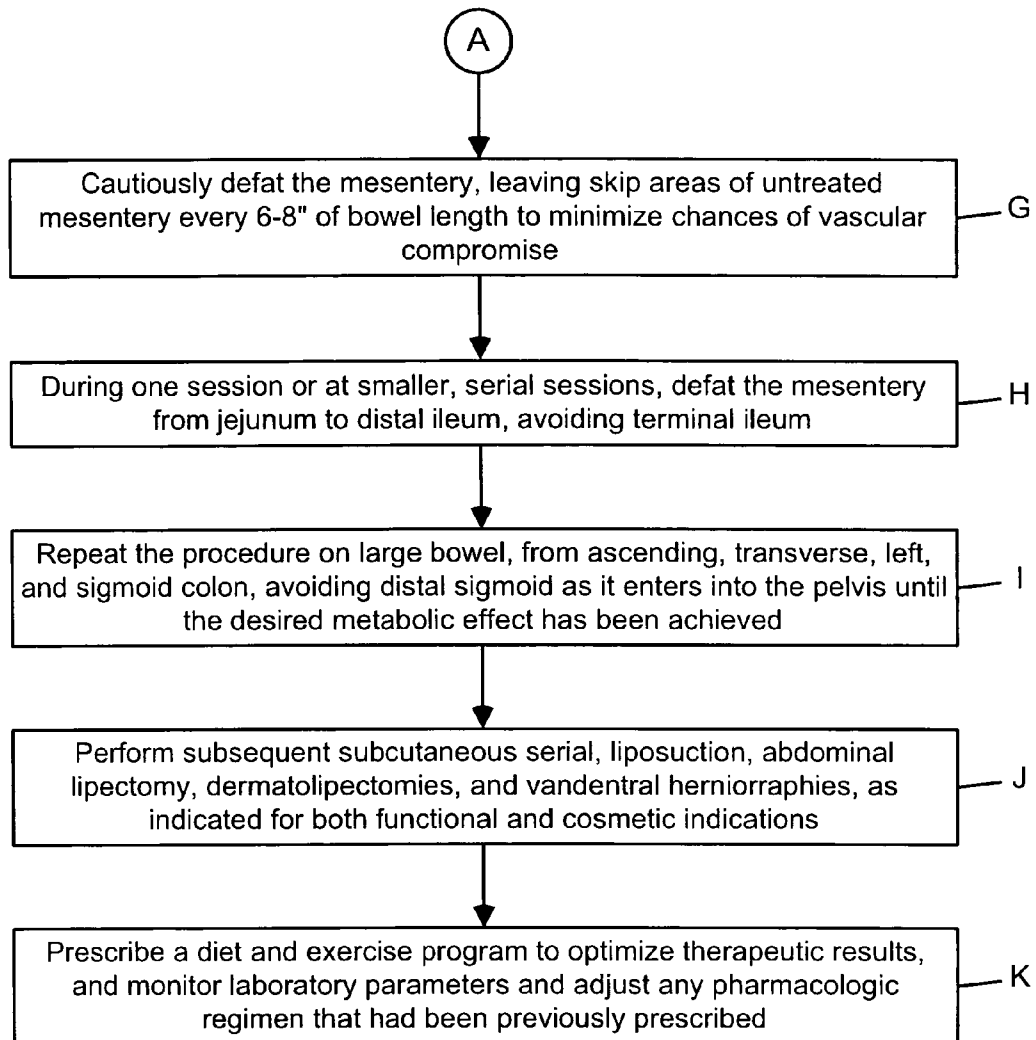 A
Cautiously defat the mesentery, leaving skip areas of untreated
mesentery every 6-8" of bowel length to minimize chances of vascular
compromise
G
During one session or at smaller, serial sessions, defat the mesentery
from jejunum to distal ileum, avoiding terminal ileum
H
Repeat the procedure on large bowel, from ascending, transverse, left,
and sigmoid colon, avoiding distal sigmoid as it enters into the pelvis until
the desired metabolic effect has been achieved
I
Perform subsequent subcutaneous serial, liposuction, abdominal
lipectomy, dermatolipectomies, and vandentral herniorraphies, as
indicated for both functional and cosmetic indications
J
Prescribe a diet and exercise program to optimize therapeutic results,
and monitor laboratory parameters and adjust any pharmacologic
regimen that had been previously prescribed
K